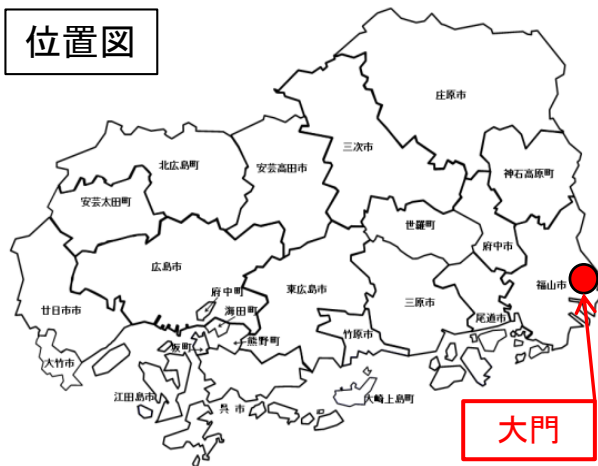 位置図
庄原市
三次市
北広島町
安芸高田市
神石高原町
安芸太田町
世羅町
府中市
広島市
東広島市
福山市
府中町
三原市
廿日市市
海田町
尾道市
竹原市
坂町
熊野町
大竹市
江田島市
呉市
大崎上島町
大門